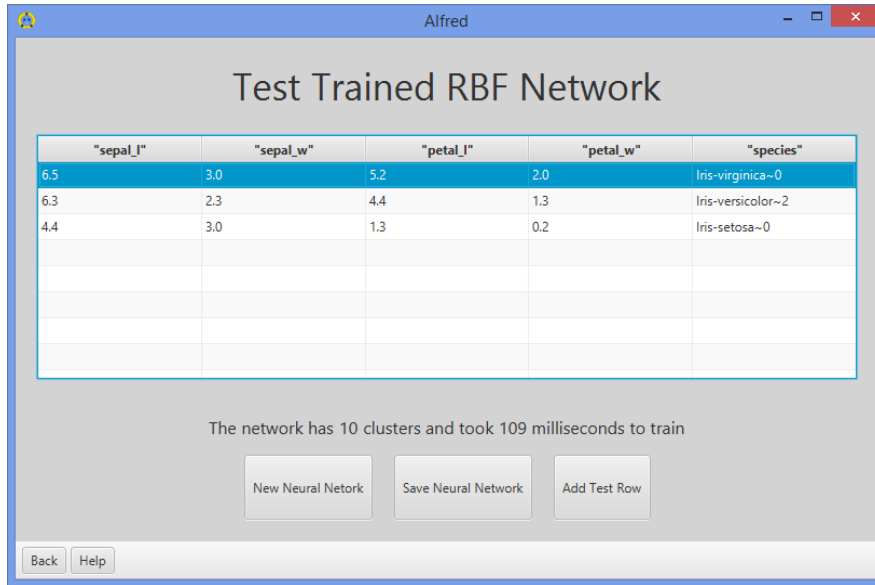 Alfred
Test Trained RBF Network
"sepal_l" "sepal_w" "petal_l" "petal_w" "species"
6.5 3.0 5.2 2.0 Iris-virginica~0
6.3 2.3 4.4 1.3 Iris-versicolor~2
4.4 3.0 1.3 0.2 Iris-setosa~0
The network has 10 clusters and took 109 milliseconds to train
New Neural Netork Save Neural Network Add Test Row
Back Help